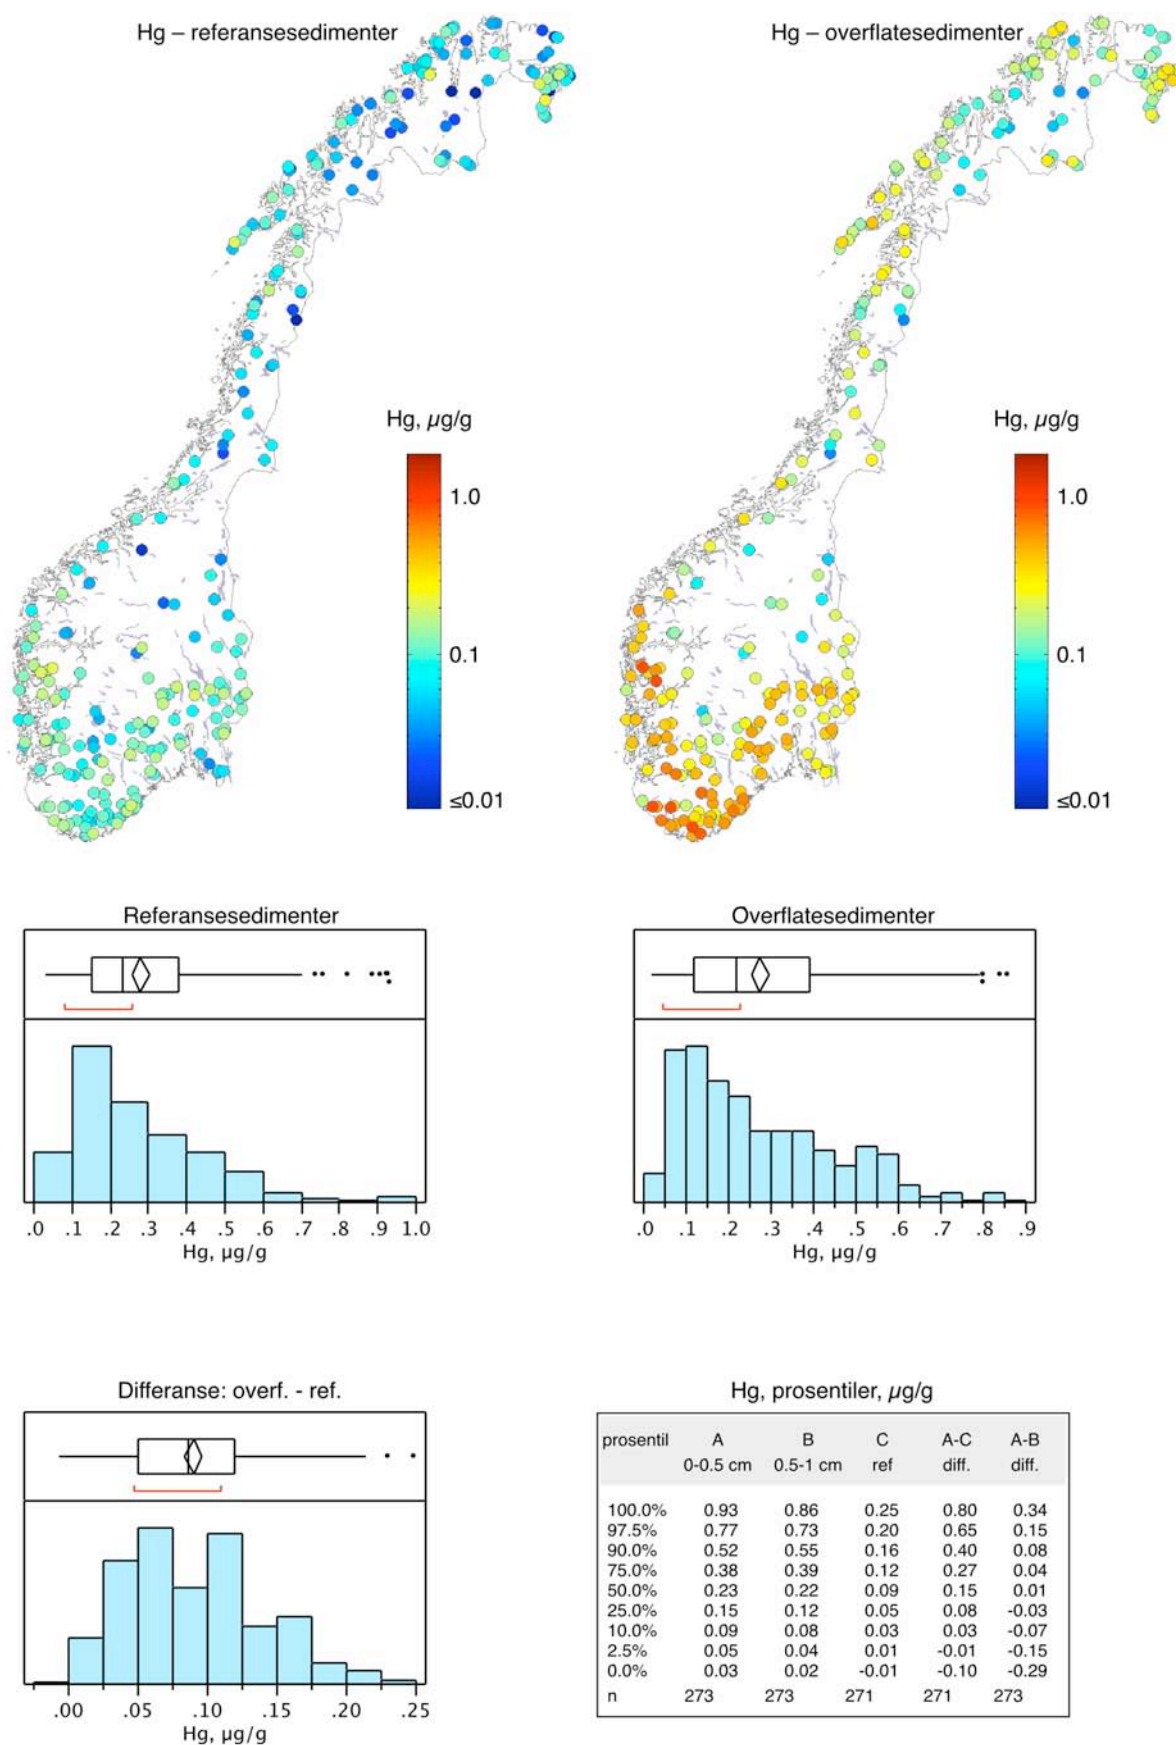 Hg – referansesedimenter
Hg – overflatesedimenter
Hg, µg/g
1.0
0.1
≤0.01
Hg, µg/g
1.0
0.1
≤0.01
Referansesedimenter
.0 .1 .2 .3 .4 .5 .6 .7 .8 .9 1.0
Hg, µg/g
Overflatesedimenter
.0 .1 .2 .3 .4 .5 .6 .7 .8 .9
Hg, µg/g
Differanse: overf. - ref.
.00 .05 .10 .15 .20 .25
Hg, µg/g
Hg, prosentiler, µg/g
prosentil A B C A-C A-B
0-0.5 cm 0.5-1 cm ref diff. diff.
100.0% 0.93 0.86 0.25 0.80 0.34
97.5% 0.77 0.73 0.20 0.65 0.15
90.0% 0.52 0.55 0.16 0.40 0.08
75.0% 0.38 0.39 0.12 0.27 0.04
50.0% 0.23 0.22 0.09 0.15 0.01
25.0% 0.15 0.12 0.05 0.08 -0.03
10.0% 0.09 0.08 0.03 0.03 -0.07
2.5% 0.05 0.04 0.01 -0.01 -0.15
0.0% 0.03 0.02 -0.01 -0.10 -0.29
n 273 273 271 271 273